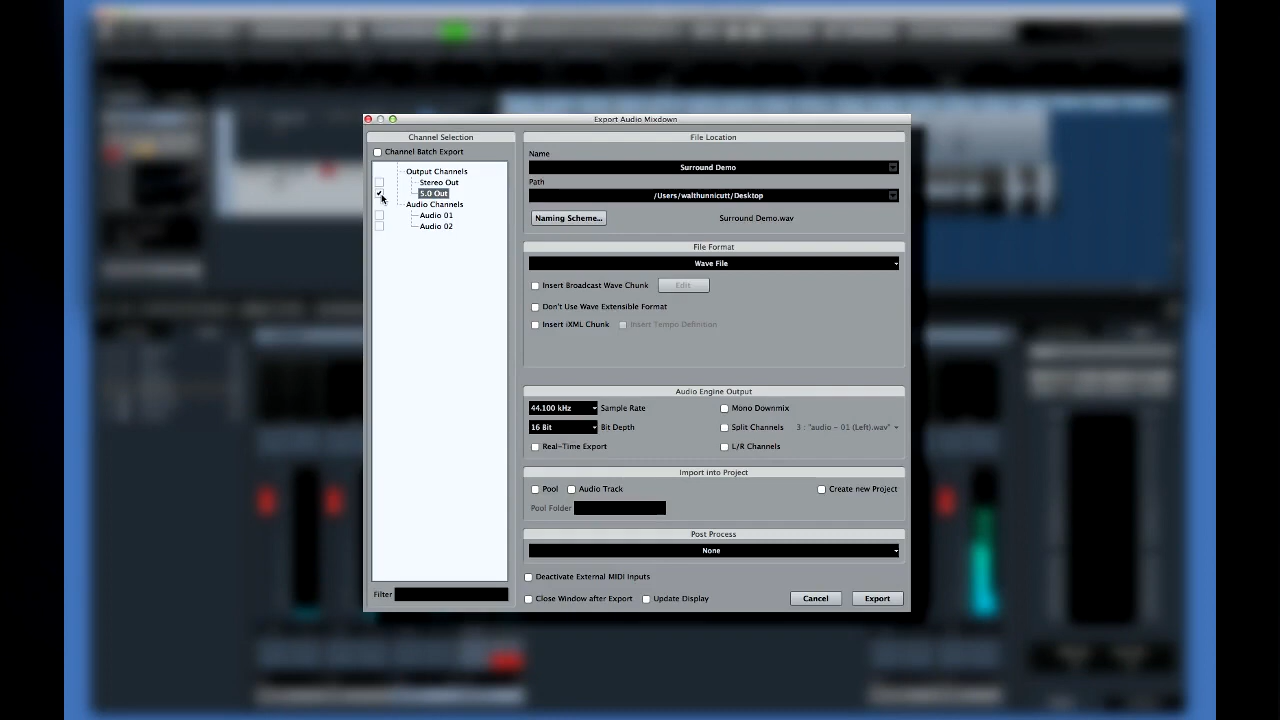 Export Audio Mixdown
Channel Selection
Channel Batch Export
Output Channels
Stereo Out
5.0 Out
Audio Channels
Audio 01
Audio 02
Filter
File Location
Name
Surround Demo
Path
/Users/walthunnicutt/Desktop
Naming Scheme... Surround Demo.wav
File Format
Wave File
Insert Broadcast Wave Chunk Edit
Don't Use Wave Extensible Format
Insert iXML Chunk Insert Tempo Definition
Audio Engine Output
44.100 kHz Sample Rate Mono Downmix
16 Bit Bit Depth Split Channels 3 : "audio - 01 (Left).wav"
Real-Time Export L/R Channels
Import into Project
Pool Audio Track Create new Project
Pool Folder
Post Process
None
Deactivate External MIDI Inputs
Close Window after Export Update Display Cancel Export